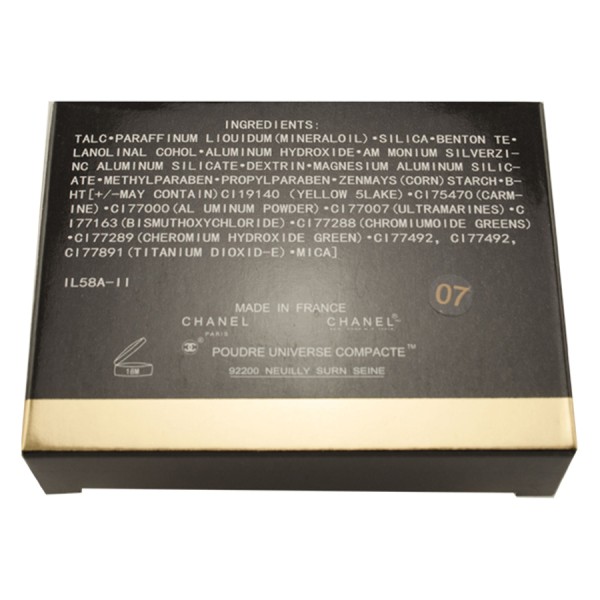 INGREDIENTS:
TALC•PARAFFINUM LIOUIDUM(MINERALOIL)•SILICA•BENTON TE-
LANOLINAL COHOL•ALUMINUM HYDROXIDE•AM MONIUM SILVERZI-
NC ALUMINUM SILICATE•DEXTRIN•MAGNESIUM ALUMINUM SILIC-
ATE•METHYLPARABEN•PROPYLPARABEN•ZENMAYS(CORN)STARCH•B-
HT[+/-MAY CONTAIN)CI19140 (YELLOW 5LAKE)•CI75470(CARM-
INE)•CI77000(AL UMINUM POWDER)•CI77007(ULTRAMARINES)•C
I77163(BISMUTHOXYCHLORIDE)•CI77288(CHROMIUMOIDE GREENS)
•CI77289(CHEROMIUM HYDROXIDE GREEN)•CI77492, CI77492,
CI77891(TITANIUM DIOXID-E)•MICA]
IL58A-II
07
MADE IN FRANCE
CHANEL CHANEL
PARIS
POUDRE UNIVERSE COMPACTE™
92200 NEUILLY SURN SEINE
18M